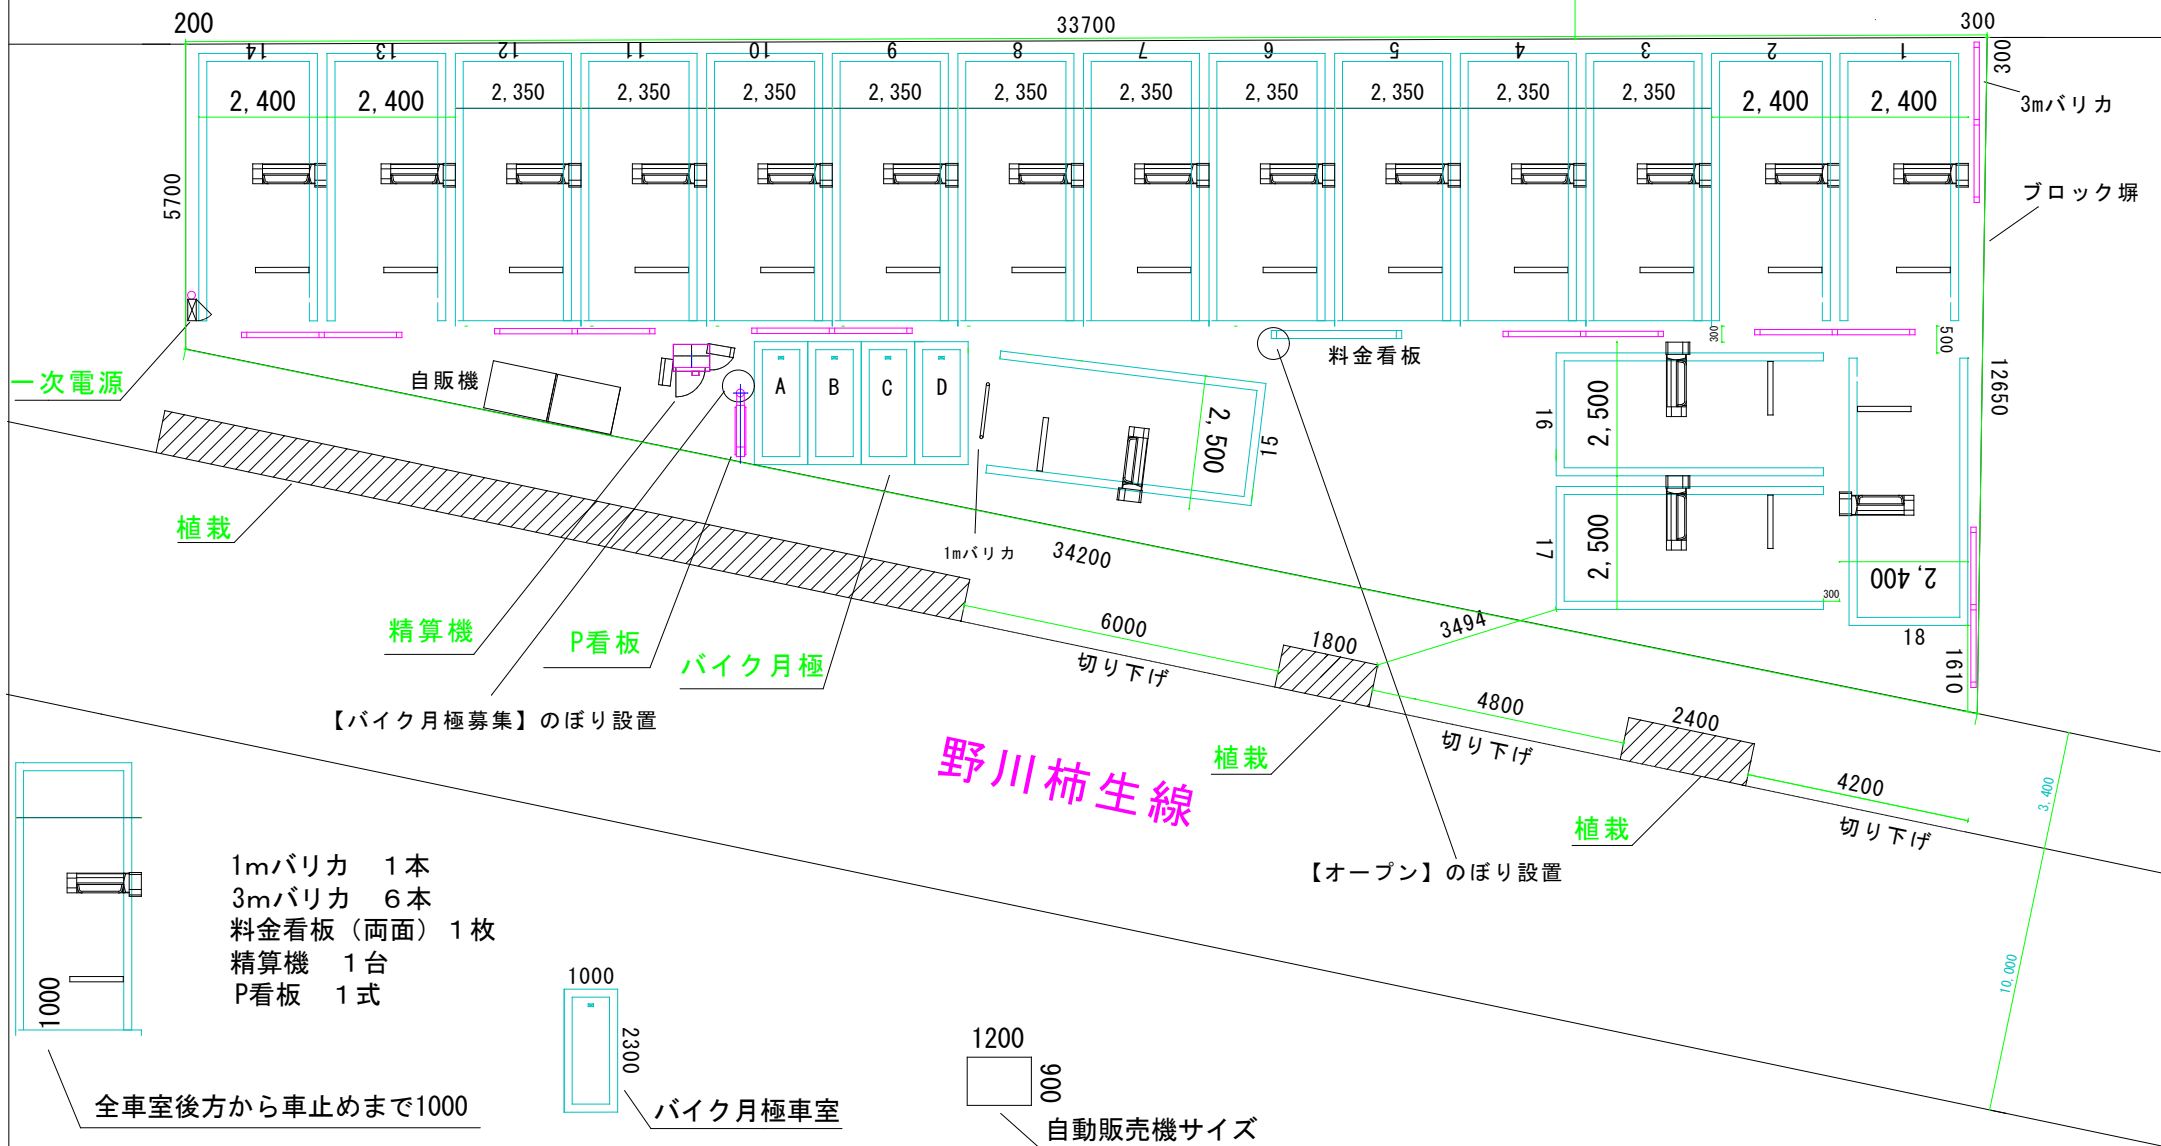 200
33700
300
14
13
12
11
10
9
8
7
6
5
4
3
2
1
300
2,400
2,400
2,350
2,350
2,350
2,350
2,350
2,350
2,350
2,350
2,350
2,350
2,400
2,400
3mバリカ
5700
ブロック塀
一次電源
自販機
A
B
C
D
料金看板
300
500
12650
2,500
15
16
2,500
17
2,500
300
2,400
18
1610
植栽
1mバリカ
34200
精算機
P看板
バイク月極
6000
切り下げ
1800
3494
【バイク月極募集】のぼり設置
野川柿生線
植栽
4800
切り下げ
2400
植栽
4200
切り下げ
3,400
10,000
【オープン】のぼり設置
1mバリカ 1本
3mバリカ 6本
料金看板（両面）1枚
精算機 1台
P看板 1式
1000
全車室後方から車止めまで1000
1000
2300
バイク月極車室
1200
900
自動販売機サイズ